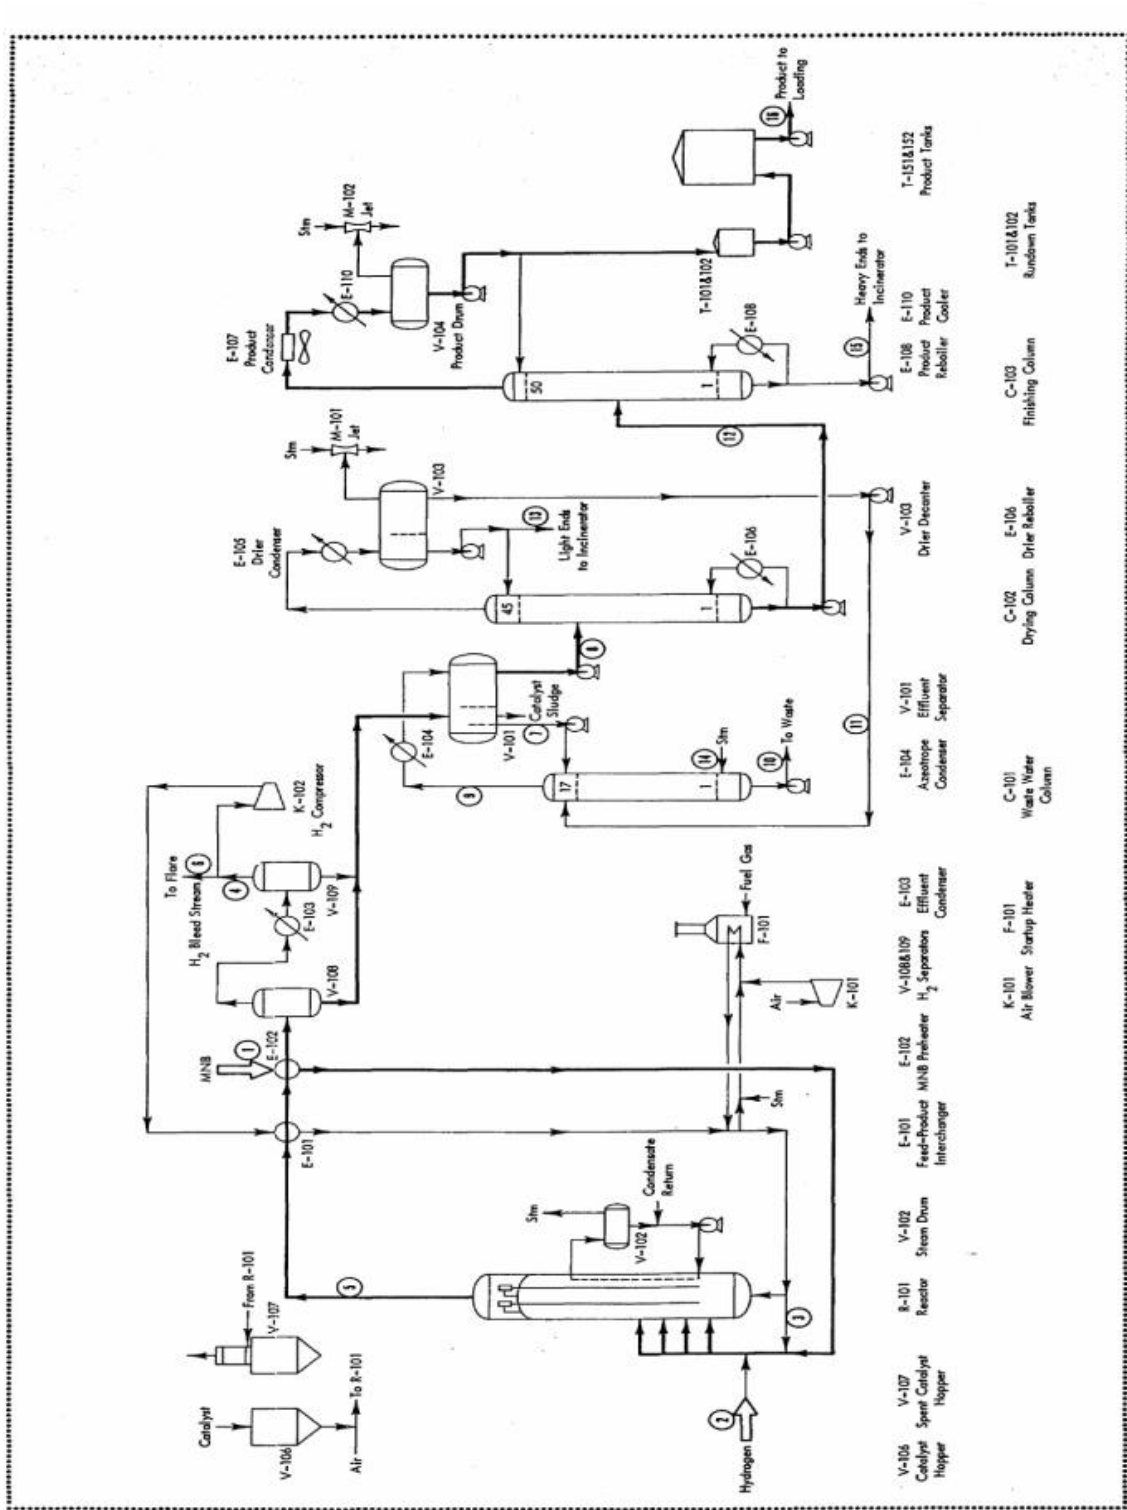 Catalyst
V-106
Air
To R-101
From R-101
V-107
Hydrogen
2
3
5
R-101
Stm
V-102
Condensate
Return
E-101
MNB
1
E-102
Stm
Air
K-101
F-101
Fuel Gas
V-108
E-103
V-109
H2 Bleed Stream
To Flare
4
6
K-102
H2 Compressor
9
E-104
V-101
7
Catalyst
Sludge
8
17
1
14
Stm
10
To Waste
11
E-105
Drier
Condenser
Stm
M-101
Jet
V-103
13
Light Ends
to Incinerator
45
1
E-106
12
E-107
Product
Condensor
E-110
Stm
M-102
Jet
V-104
Product Drum
50
1
E-108
15
Heavy Ends to
Incinerator
T-101&102
16
Product to
Loading
V-106
Catalyst
Hopper
V-107
Spent Catalyst
Hopper
R-101
Reactor
V-102
Steam Drum
E-101
Feed-Product
Interchanger
E-102
MNB Preheater
V-108&109
H2 Separators
E-103
Effluent
Condenser
E-104
Azeotrope
Condenser
V-101
Effluent
Separator
C-102
Drying Column
V-103
Drier Decanter
E-108
Product
Reboiler
E-110
Product
Cooler
T-151&152
Product Tanks
K-101
Air Blower
F-101
Startup Heater
C-101
Waste Water
Column
E-106
Drier Reboiler
C-103
Finishing Column
T-101&102
Rundown Tanks